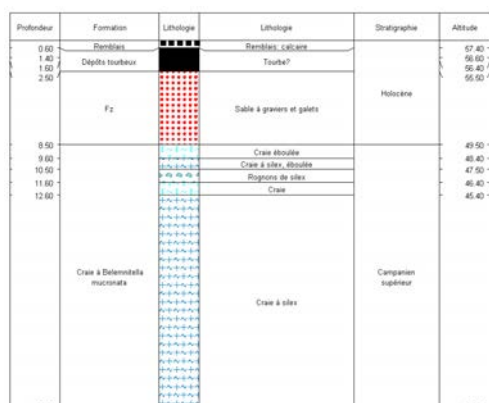 Profondeur Formation Lithologie Lithologie Stratigraphie Altitude
0.60 Remblais Remblais: calcaire 57.40
1.40 56.60
1.60 Dépôts tourbeux Tourbe? 56.40
2.50 55.50
Holocène
Fz Sable à graviers et galets
8.50 49.50
Craie éboulée
9.60 48.40
Craie à silex, éboulée
10.50 47.50
Rognons de silex
11.60 46.40
Craie
12.60 45.40
Craie à Belemnitella Campanien
mucronata supérieur
Craie à silex